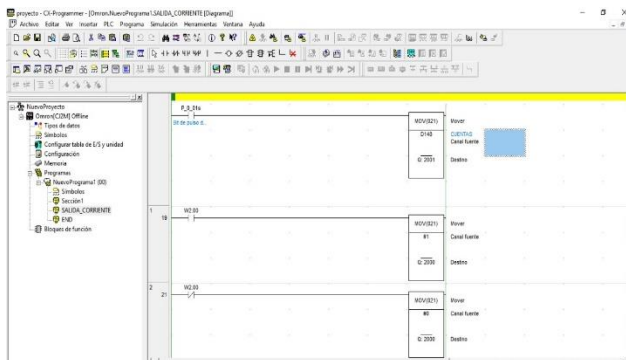 proyecto - CX-Programmer - [Omron.NuevoPrograma1.SALIDA_CORRIENTE [Diagrama]]
Archivo Editar Ver Insertar PLC Programa Simulación Herramientas Ventana Ayuda
NuevoProyecto
Omron[CJ2M] Offline
Tipos de datos
Símbolos
Configurar table de E/S y unidad
Configuración
Memoria
Programas
NuevoPrograma1 (00)
Símbolos
Sección1
SALIDA_CORRIENTE
END
Bloques de función
P_0_01s
Bit de pulso d...
MOV(021) Mover
D140 CUENTAS
Canal fuente
Q: 2001 Destino
1
19
W2.00
MOV(021) Mover
#1 Canal fuente
Q: 2000 Destino
2
21
W2.00
MOV(021) Mover
#0 Canal fuente
Q: 2000 Destino